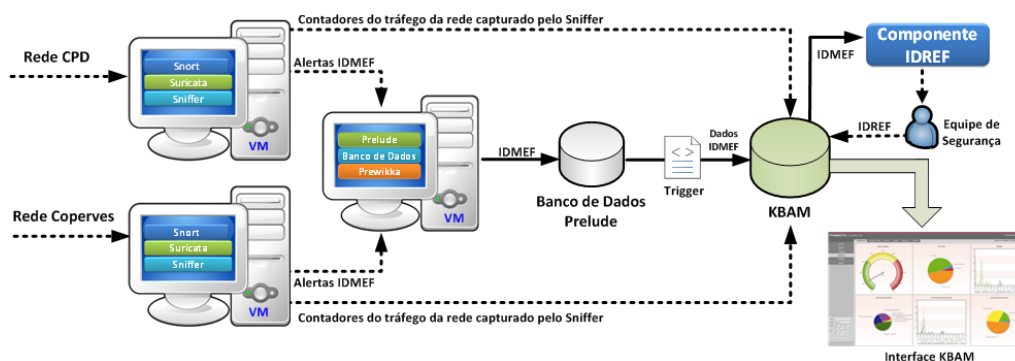 Contadores do tráfego da rede capturado pelo Sniffer
Rede CPD
Snort
Suricata
Sniffer
VM
Alertas IDMEF
Prelude
Banco de Dados
Prewikka
VM
IDMEF
Banco de Dados
Prelude
Trigger
Dados
IDMEF
KBAM
IDMEF
Componente
IDREF
IDREF
Equipe de
Segurança
Rede Coperves
Snort
Suricata
Sniffer
VM
Alertas IDMEF
Contadores do tráfego da rede capturado pelo Sniffer
Interface KBAM